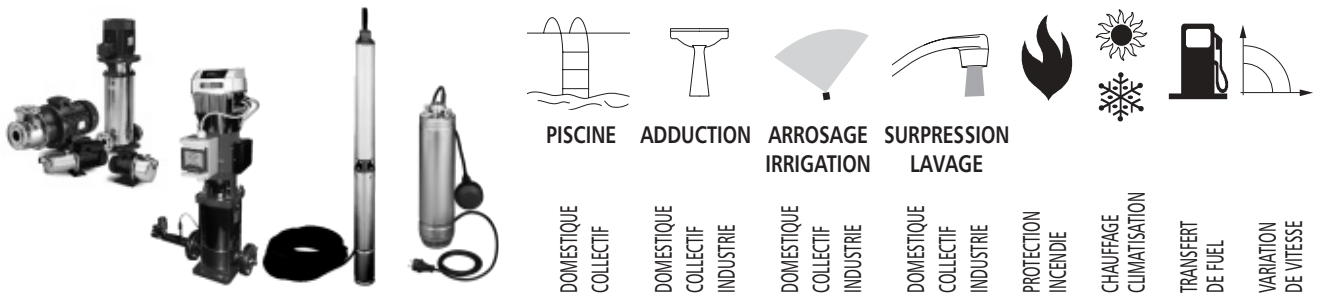 PISCINE
ADDUCTION
ARROSAGE
IRRIGATION
SURPRESSION
LAVAGE
DOMESTIQUE
COLLECTIF
DOMESTIQUE
COLLECTIF
INDUSTRIE
DOMESTIQUE
COLLECTIF
INDUSTRIE
DOMESTIQUE
COLLECTIF
INDUSTRIE
PROTECTION
INCENDIE
CHAUFFAGE
CLIMATISATION
TRANSFERT
DE FUEL
VARIATION
DE VITESSE